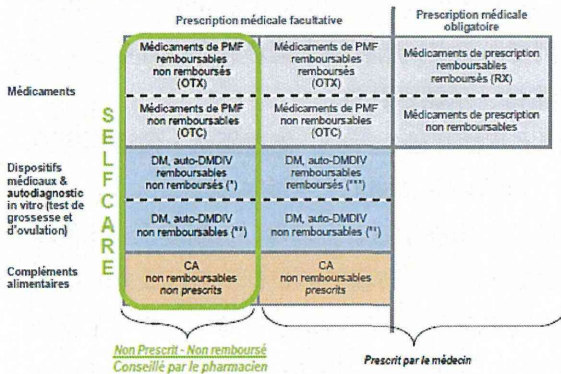 Prescription médicale facultative
Prescription médicale
obligatoire
Médicaments
Médicaments de PMF
remboursables
non remboursés
(OTX)
Médicaments de PMF
remboursables
remboursés
(OTX)
Médicaments de prescription
remboursables
remboursés (RX)
Médicaments de PMF
non remboursables
(OTC)
Médicaments de PMF
non remboursables
(OTC)
Médicaments de prescription
non remboursables
SELFCARE
Dispositifs
médicaux &
autodiagnostic
in vitro (test de
grossesse et
d'ovulation)
DM, auto-DMDIV
remboursables
non remboursés (*)
DM, auto-DMDIV
remboursables
remboursés (***)
DM, auto-DMDIV
non remboursables (**)
DM, auto-DMDIV
non remboursables (**)
Compléments
alimentaires
CA
non remboursables
non prescrits
CA
non remboursables
prescrits
Non Prescrit - Non remboursé
Conseillé par le pharmacien
Prescrit par le médecin